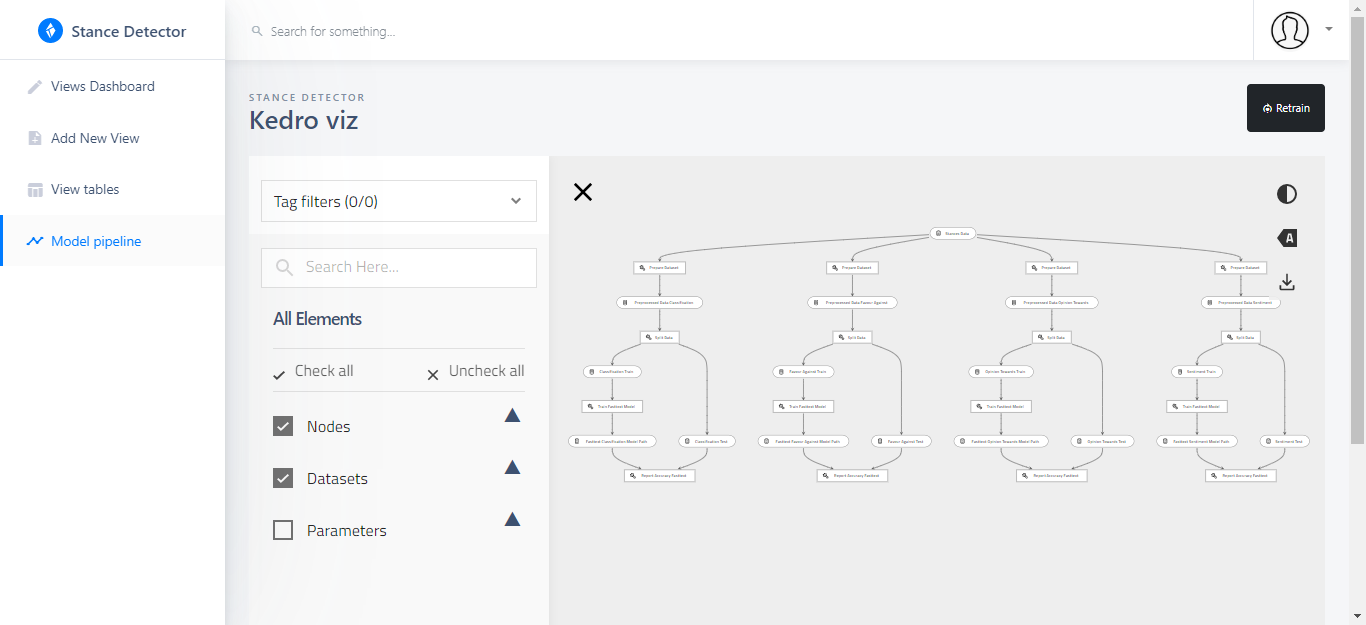 Stance Detector
Search for something...
Views Dashboard
Add New View
View tables
Model pipeline
STANCE DETECTOR
Kedro viz
Retrain
Tag filters (0/0)
Search Here...
All Elements
Check all
Uncheck all
Nodes
Datasets
Parameters
A
Stances Data
Prepare Dataset
Prepare Dataset
Prepare Dataset
Prepare Dataset
Preprocessed Data Classification
Preprocessed Data Favour Against
Preprocessed Data Opinion Towards
Preprocessed Data Sentiment
Split Data
Split Data
Split Data
Split Data
Classification Train
Favour Against Train
Opinion Towards Train
Sentiment Train
Train Fasttext Model
Train Fasttext Model
Train Fasttext Model
Train Fasttext Model
Fasttext Classification Model Path
Classification Test
Fasttext Favour Against Model Path
Favour Against Test
Fasttext Opinion Towards Model Path
Opinion Towards Test
Fasttext Sentiment Model Path
Sentiment Test
Report Accuracy Fasttext
Report Accuracy Fasttext
Report Accuracy Fasttext
Report Accuracy Fasttext